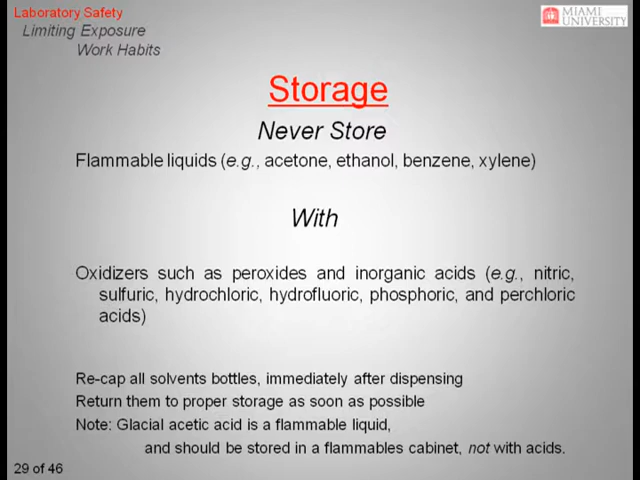 Laboratory Safety
Limiting Exposure
Work Habits
MIAMI
UNIVERSITY
Storage
Never Store
Flammable liquids (e.g., acetone, ethanol, benzene, xylene)
With
Oxidizers such as peroxides and inorganic acids (e.g., nitric,
sulfuric, hydrochloric, hydrofluoric, phosphoric, and perchloric
acids)
Re-cap all solvents bottles, immediately after dispensing
Return them to proper storage as soon as possible
Note: Glacial acetic acid is a flammable liquid,
and should be stored in a flammables cabinet, not with acids.
29 of 46